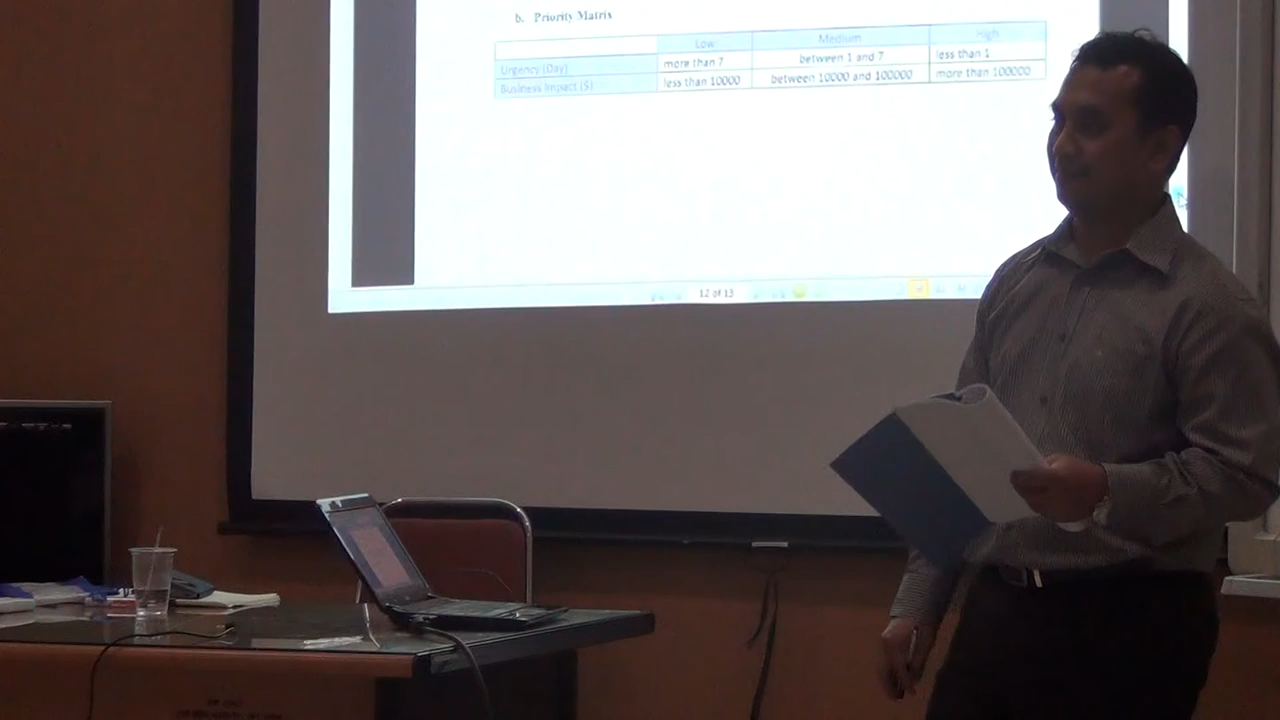 b. Priority Matrix
Low Medium High
Urgency (Day) more than 7 between 1 and 7 less than 1
Business Impact ($) less than 10000 between 10000 and 100000 more than 100000
12 of 13